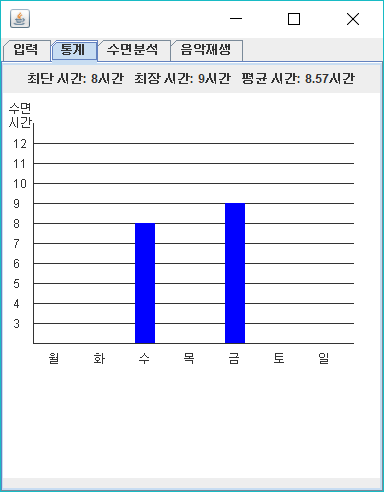 입력 통계 수면분석 음악재생
최단 시간: 8시간 최장 시간: 9시간 평균 시간: 8.57시간
수면
시간
12
11
10
9
8
7
6
5
4
3
월 화 수 목 금 토 일